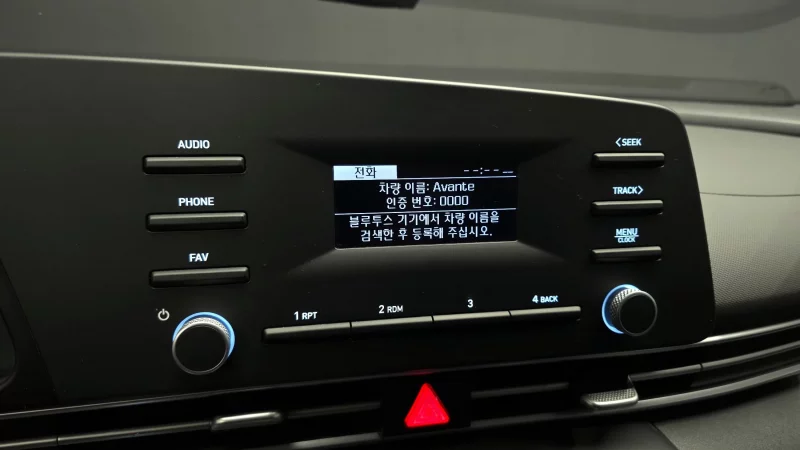 AUDIO
PHONE
FAV
전화
--:--
차량 이름: Avante
인증 번호: 0000
블루투스 기기에서 차량 이름을
검색한 후 등록해 주십시오.
<SEEK
TRACK>
MENU
CLOCK
1 RPT
2 RDM
3
4 BACK